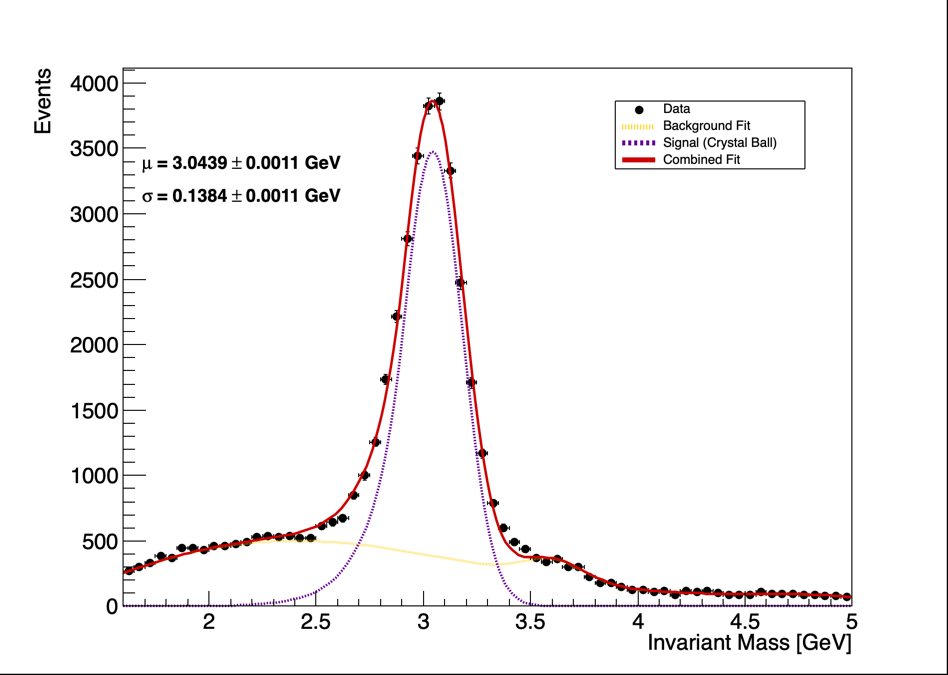 Events
4000
3500
3000
2500
2000
1500
1000
500
0
μ = 3.0439 ± 0.0011 GeV
σ = 0.1384 ± 0.0011 GeV
Data
Background Fit
Signal (Crystal Ball)
Combined Fit
2 2.5 3 3.5 4 4.5 5
Invariant Mass [GeV]